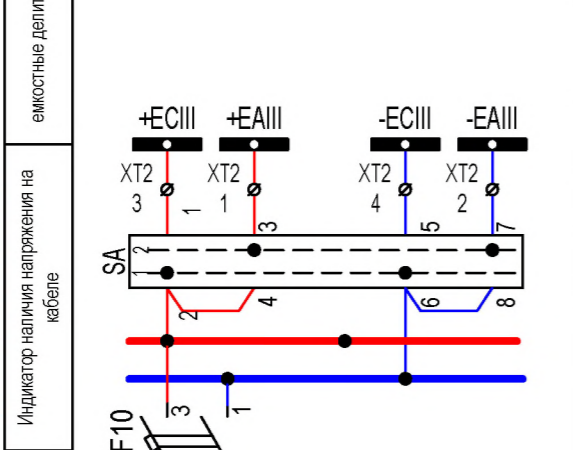 емкостные делит
Индикатор наличия напряжения на
кабеле
+ECIII +EAIII -ECIII -EAIII
XT2 XT2 XT2 XT2
3 1 1 4 2
3 5 7
SA
2
1
2 4 6 8
3 1
F10